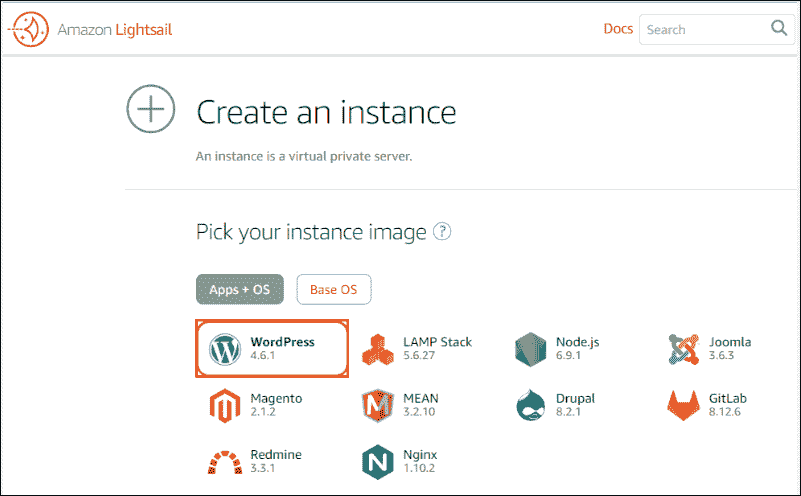 Amazon Lightsail
Docs
Search
Create an instance
An instance is a virtual private server.
Pick your instance image ?
Apps + OS
Base OS
WordPress
4.6.1
LAMP Stack
5.6.27
Node.js
6.9.1
Joomla
3.6.3
Magento
2.1.2
MEAN
3.2.10
Drupal
8.2.1
GitLab
8.12.6
Redmine
3.3.1
Nginx
1.10.2